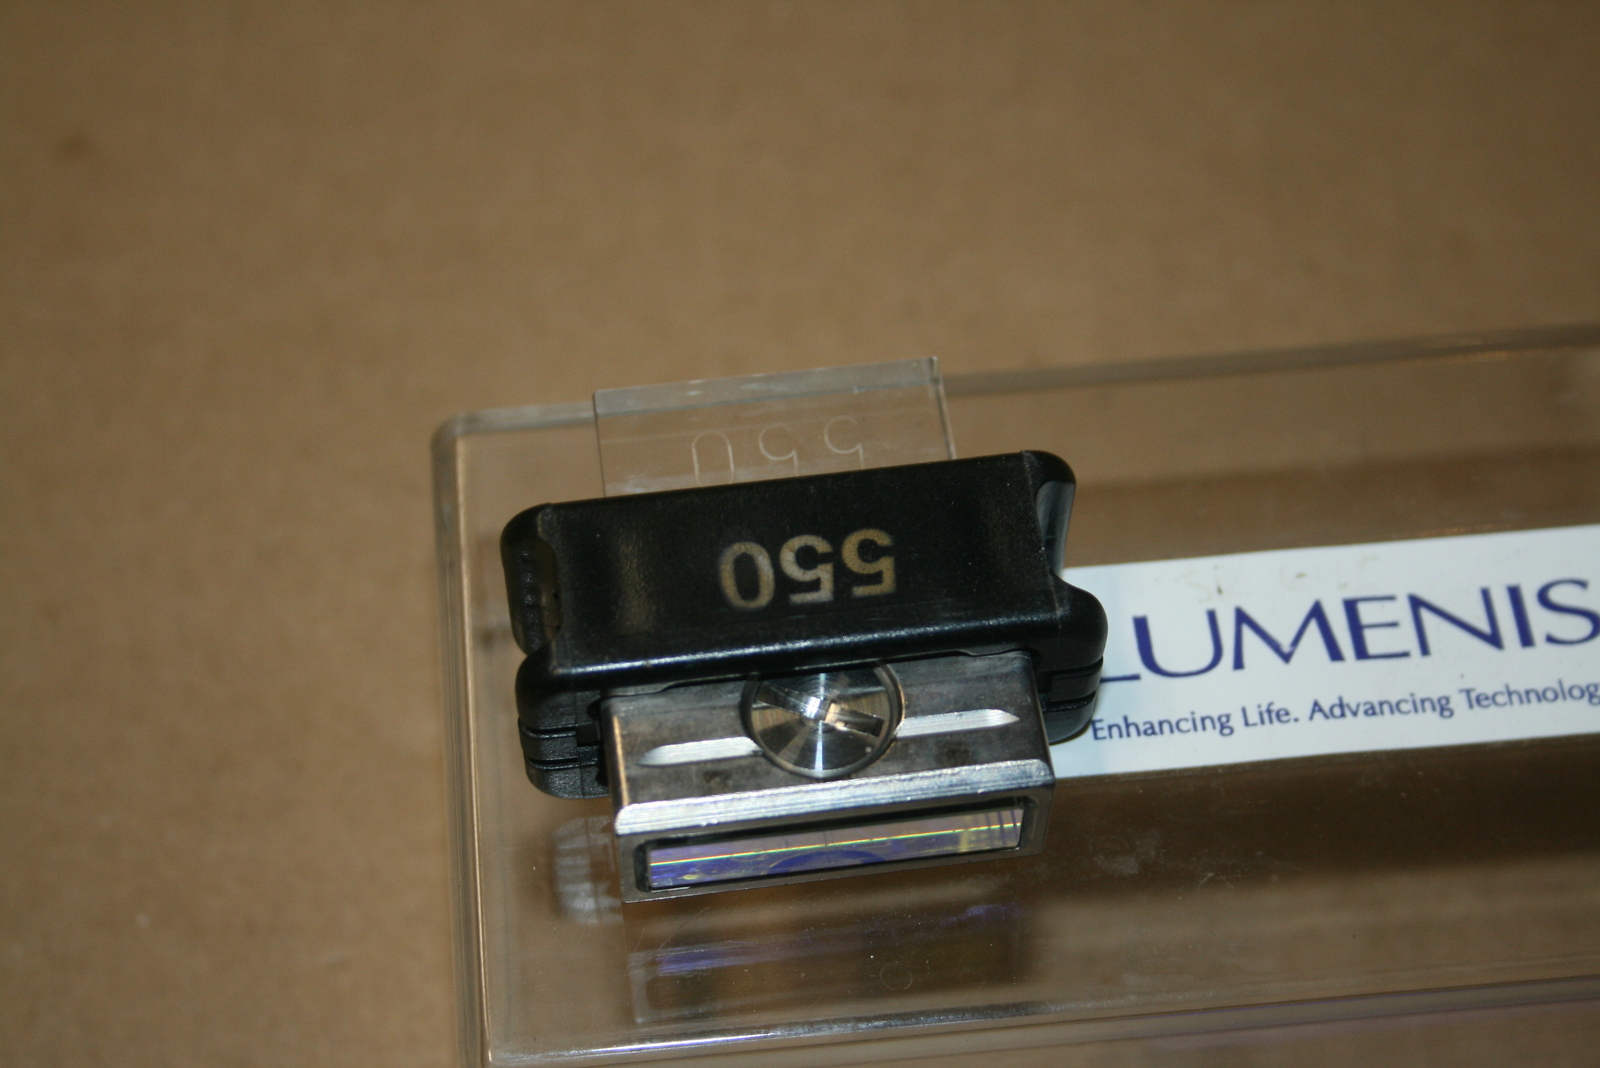 550
550
LUMENIS
Enhancing Life. Advancing Technolog